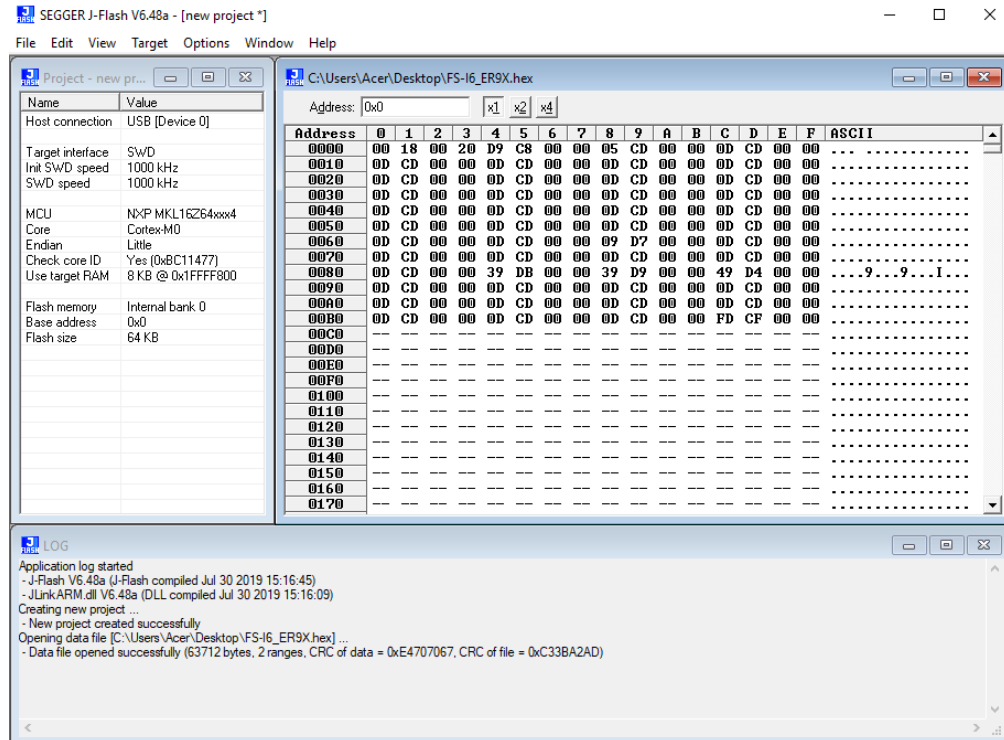 SEGGER J-Flash V6.48a - [new project *]
File Edit View Target Options Window Help
Project - new pr...
Name Value
Host connection USB [Device 0]
Target interface SWD
Init SWD speed 1000 kHz
SWD speed 1000 kHz
MCU NXP MKL16Z64xxx4
Core Cortex-M0
Endian Little
Check core ID Yes (0xBC11477)
Use target RAM 8 KB @ 0x1FFFF800
Flash memory Internal bank 0
Base address 0x0
Flash size 64 KB
C:\Users\Acer\Desktop\FS-I6_ER9X.hex
Address: 0x0 x1 x2 x4
Address 0 1 2 3 4 5 6 7 8 9 A B C D E F ASCII
0000 00 18 00 20 D9 C8 00 00 05 CD 00 00 0D CD 00 00 ... ............
0010 0D CD 00 00 0D CD 00 00 0D CD 00 00 0D CD 00 00 ................
0020 0D CD 00 00 0D CD 00 00 0D CD 00 00 0D CD 00 00 ................
0030 0D CD 00 00 0D CD 00 00 0D CD 00 00 0D CD 00 00 ................
0040 0D CD 00 00 0D CD 00 00 0D CD 00 00 0D CD 00 00 ................
0050 0D CD 00 00 0D CD 00 00 0D CD 00 00 0D CD 00 00 ................
0060 0D CD 00 00 0D CD 00 00 09 D7 00 00 0D CD 00 00 ................
0070 0D CD 00 00 0D CD 00 00 0D CD 00 00 0D CD 00 00 ................
0080 0D CD 00 00 39 DB 00 00 39 D9 00 00 49 D4 00 00 ....9...9...I...
0090 0D CD 00 00 0D CD 00 00 0D CD 00 00 0D CD 00 00 ................
00A0 0D CD 00 00 0D CD 00 00 0D CD 00 00 0D CD 00 00 ................
00B0 0D CD 00 00 0D CD 00 00 0D CD 00 00 FD CF 00 00 ................
00C0 -- -- -- -- -- -- -- -- -- -- -- -- -- -- -- -- ................
00D0 -- -- -- -- -- -- -- -- -- -- -- -- -- -- -- -- ................
00E0 -- -- -- -- -- -- -- -- -- -- -- -- -- -- -- -- ................
00F0 -- -- -- -- -- -- -- -- -- -- -- -- -- -- -- -- ................
0100 -- -- -- -- -- -- -- -- -- -- -- -- -- -- -- -- ................
0110 -- -- -- -- -- -- -- -- -- -- -- -- -- -- -- -- ................
0120 -- -- -- -- -- -- -- -- -- -- -- -- -- -- -- -- ................
0130 -- -- -- -- -- -- -- -- -- -- -- -- -- -- -- -- ................
0140 -- -- -- -- -- -- -- -- -- -- -- -- -- -- -- -- ................
0150 -- -- -- -- -- -- -- -- -- -- -- -- -- -- -- -- ................
0160 -- -- -- -- -- -- -- -- -- -- -- -- -- -- -- -- ................
0170 -- -- -- -- -- -- -- -- -- -- -- -- -- -- -- -- ................
LOG
Application log started
- J-Flash V6.48a (J-Flash compiled Jul 30 2019 15:16:45)
- JLinkARM.dll V6.48a (DLL compiled Jul 30 2019 15:16:09)
Creating new project ...
- New project created successfully
Opening data file [C:\Users\Acer\Desktop\FS-I6_ER9X.hex] ...
- Data file opened successfully (63712 bytes, 2 ranges, CRC of data = 0xE4707067, CRC of file = 0xC33BA2AD)